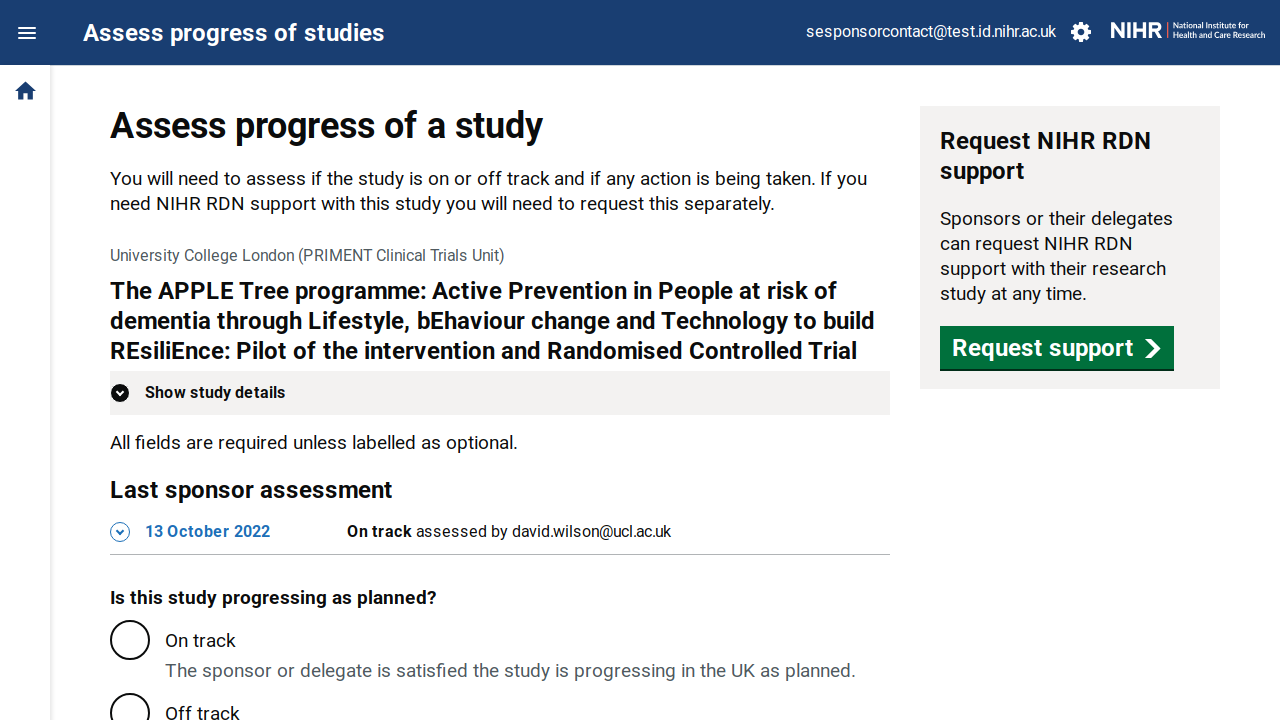 Assess progress of studies
sesponsorcontact@test.id.nihr.ac.uk
NIHR
National Institute for
Health and Care Research
Assess progress of a study
You will need to assess if the study is on or off track and if any action is being taken. If you
need NIHR RDN support with this study you will need to request this separately.
University College London (PRIMENT Clinical Trials Unit)
The APPLE Tree programme: Active Prevention in People at risk of
dementia through Lifestyle, bEhaviour change and Technology to build
REsiliEnce: Pilot of the intervention and Randomised Controlled Trial
Show study details
All fields are required unless labelled as optional.
Last sponsor assessment
13 October 2022
On track assessed by david.wilson@ucl.ac.uk
Is this study progressing as planned?
On track
The sponsor or delegate is satisfied the study is progressing in the UK as planned.
Off track
Request NIHR RDN
support
Sponsors or their delegates
can request NIHR RDN
support with their research
study at any time.
Request support